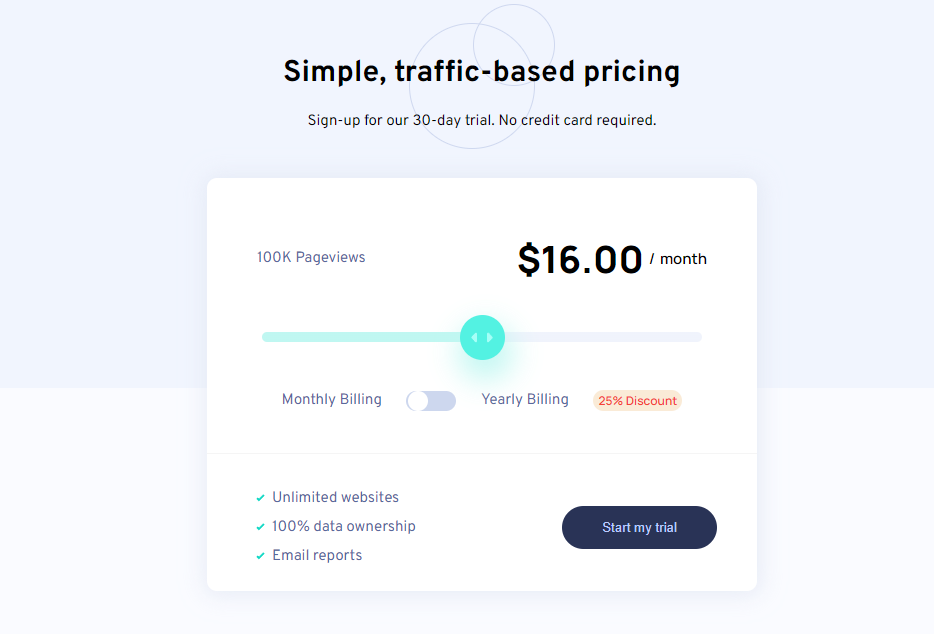 Simple, traffic-based pricing
Sign-up for our 30-day trial. No credit card required.
100K Pageviews
$16.00 / month
Monthly Billing
Yearly Billing
25% Discount
Unlimited websites
100% data ownership
Email reports
Start my trial